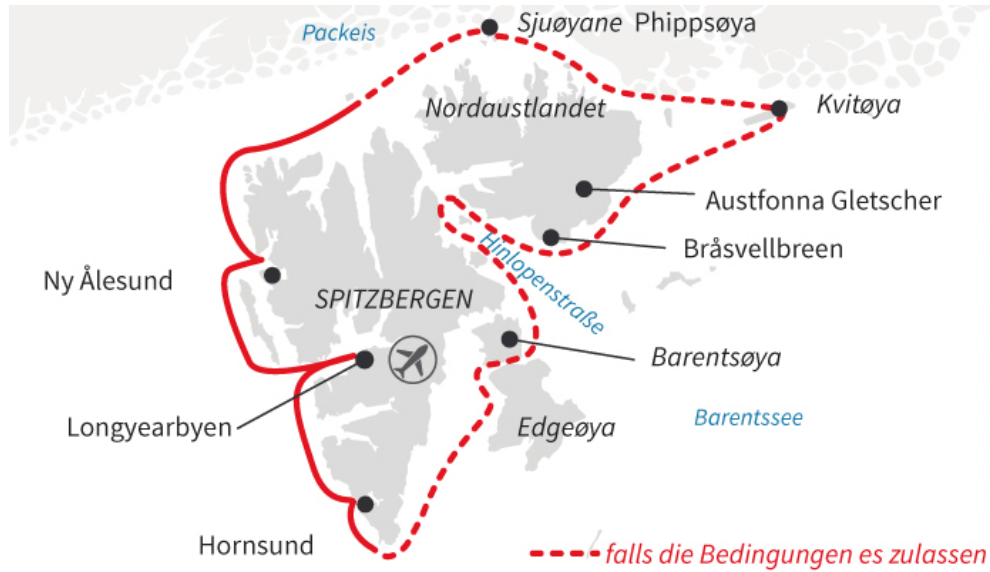 Packeis
Sjuøyane Phippsøya
Nordaustlandet
Kvitøya
Austfonna Gletscher
Bråsvellbreen
Hinlopenstraße
Ny Ålesund
SPITZBERGEN
Barentsøya
Longyearbyen
Edgeøya
Barentssee
Hornsund
falls die Bedingungen es zulassen